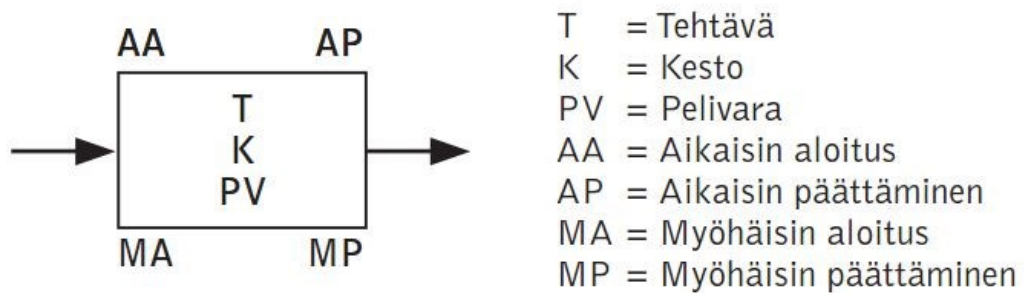 AA AP
T
K
PV
MA MP
T = Tehtävä
K = Kesto
PV = Pelivara
AA = Aikaisin aloitus
AP = Aikaisin päättäminen
MA = Myöhäisin aloitus
MP = Myöhäisin päättäminen